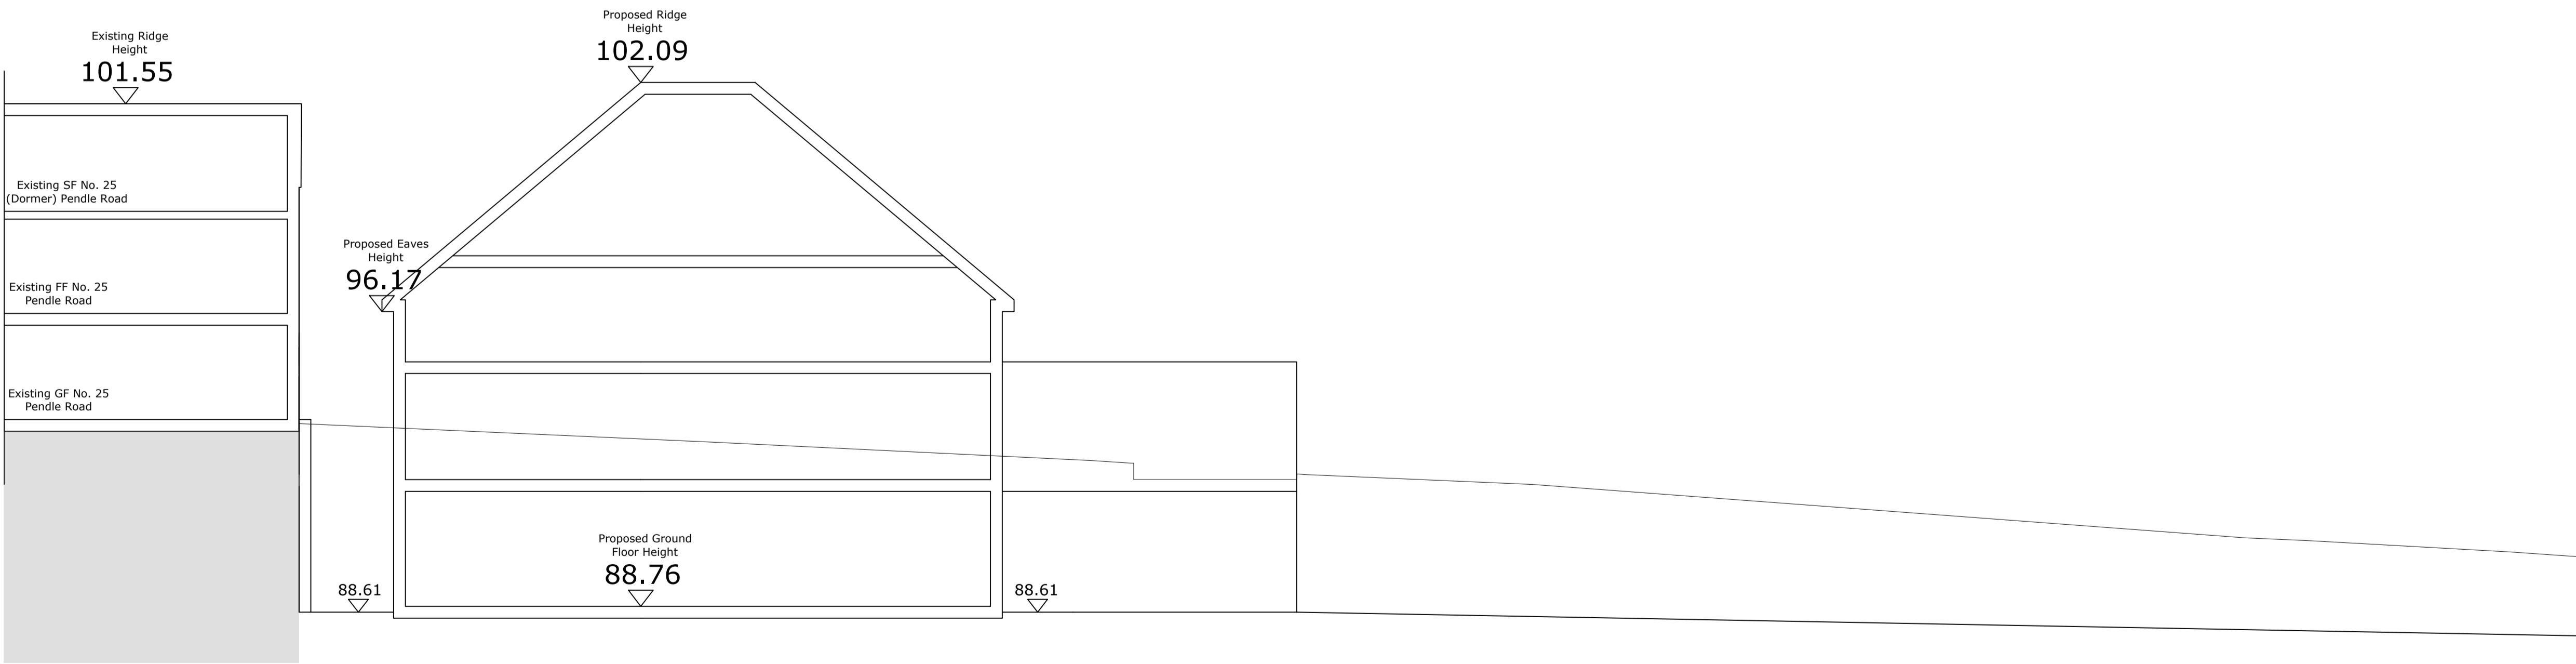 Existing Ridge
Height
101.55
Proposed Ridge
Height
102.09
Existing SF No. 25
(Dormer) Pendle Road
Proposed Eaves
Height
96.17
Existing FF No. 25
Pendle Road
Existing GF No. 25
Pendle Road
Proposed Ground
Floor Height
88.76
88.61
88.61